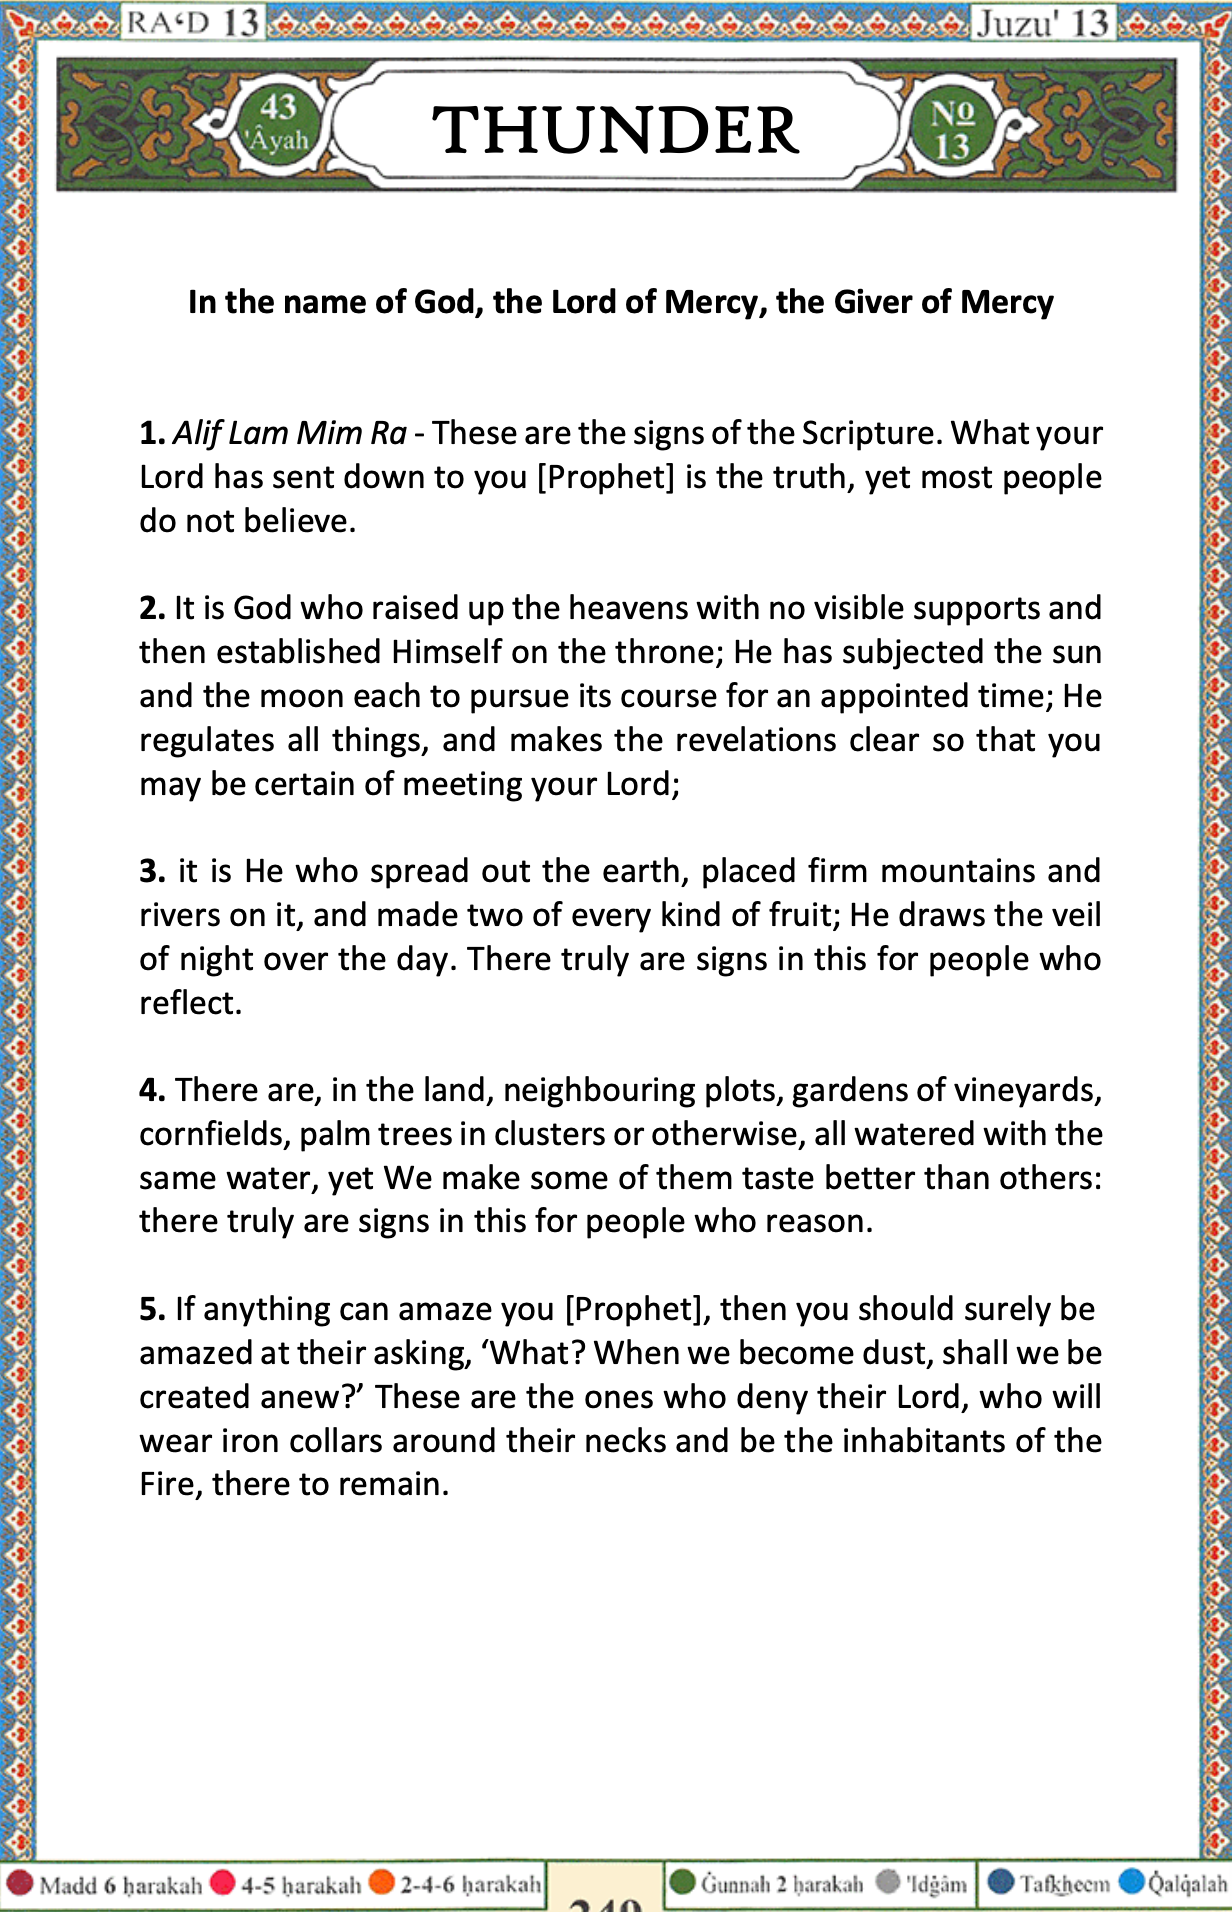 RA‘D 13 Juzu' 13
43 'Âyah
THUNDER
No 13
In the name of God, the Lord of Mercy, the Giver of Mercy
1. Alif Lam Mim Ra - These are the signs of the Scripture. What your
Lord has sent down to you [Prophet] is the truth, yet most people
do not believe.
2. It is God who raised up the heavens with no visible supports and
then established Himself on the throne; He has subjected the sun
and the moon each to pursue its course for an appointed time; He
regulates all things, and makes the revelations clear so that you
may be certain of meeting your Lord;
3. it is He who spread out the earth, placed firm mountains and
rivers on it, and made two of every kind of fruit; He draws the veil
of night over the day. There truly are signs in this for people who
reflect.
4. There are, in the land, neighbouring plots, gardens of vineyards,
cornfields, palm trees in clusters or otherwise, all watered with the
same water, yet We make some of them taste better than others:
there truly are signs in this for people who reason.
5. If anything can amaze you [Prophet], then you should surely be
amazed at their asking, ‘What? When we become dust, shall we be
created anew?’ These are the ones who deny their Lord, who will
wear iron collars around their necks and be the inhabitants of the
Fire, there to remain.
Madd 6 ḥarakah 4-5 ḥarakah 2-4-6 ḥarakah Ġunnah 2 ḥarakah 'Idġâm Tafkheem Q̇alq̇alah